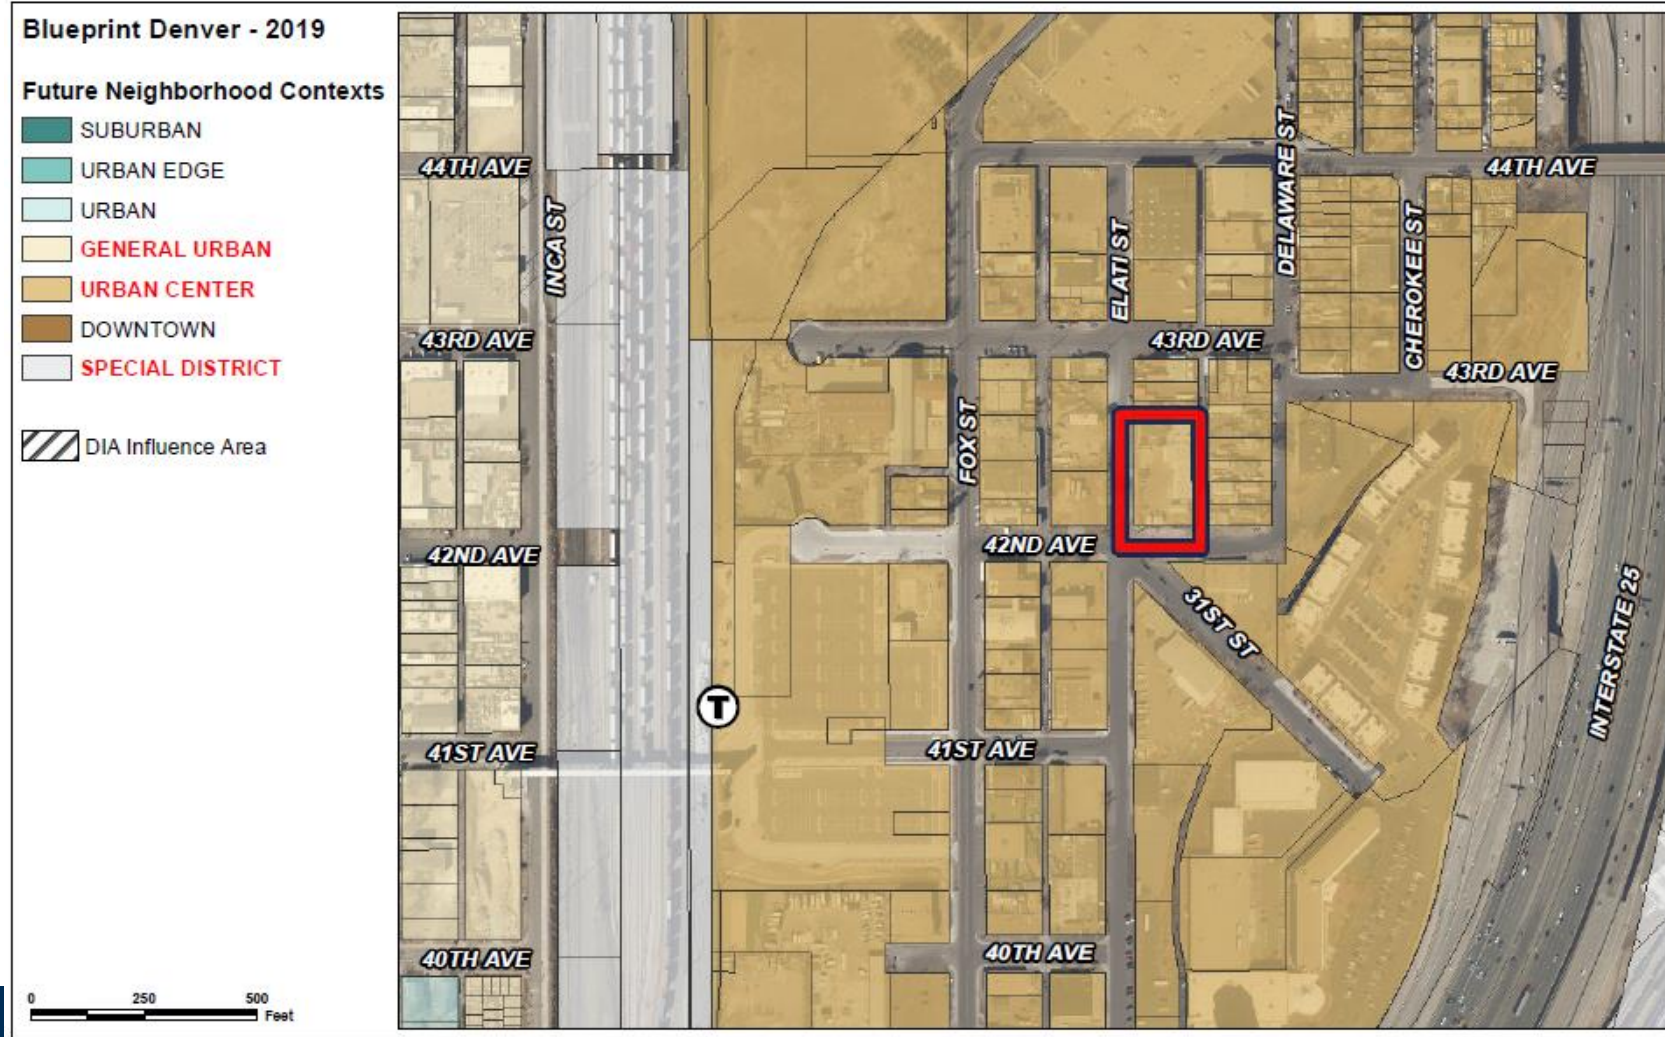 Blueprint Denver - 2019
Future Neighborhood Contexts
SUBURBAN
URBAN EDGE
URBAN
GENERAL URBAN
URBAN CENTER
DOWNTOWN
SPECIAL DISTRICT
DIA Influence Area
0 250 500
Feet
44TH AVE
44TH AVE
INCA ST
ELATI ST
DELAWARE ST
CHEROKEE ST
43RD AVE
43RD AVE
43RD AVE
FOX ST
42ND AVE
42ND AVE
31ST ST
INTERSTATE 25
T
41ST AVE
41ST AVE
40TH AVE
40TH AVE